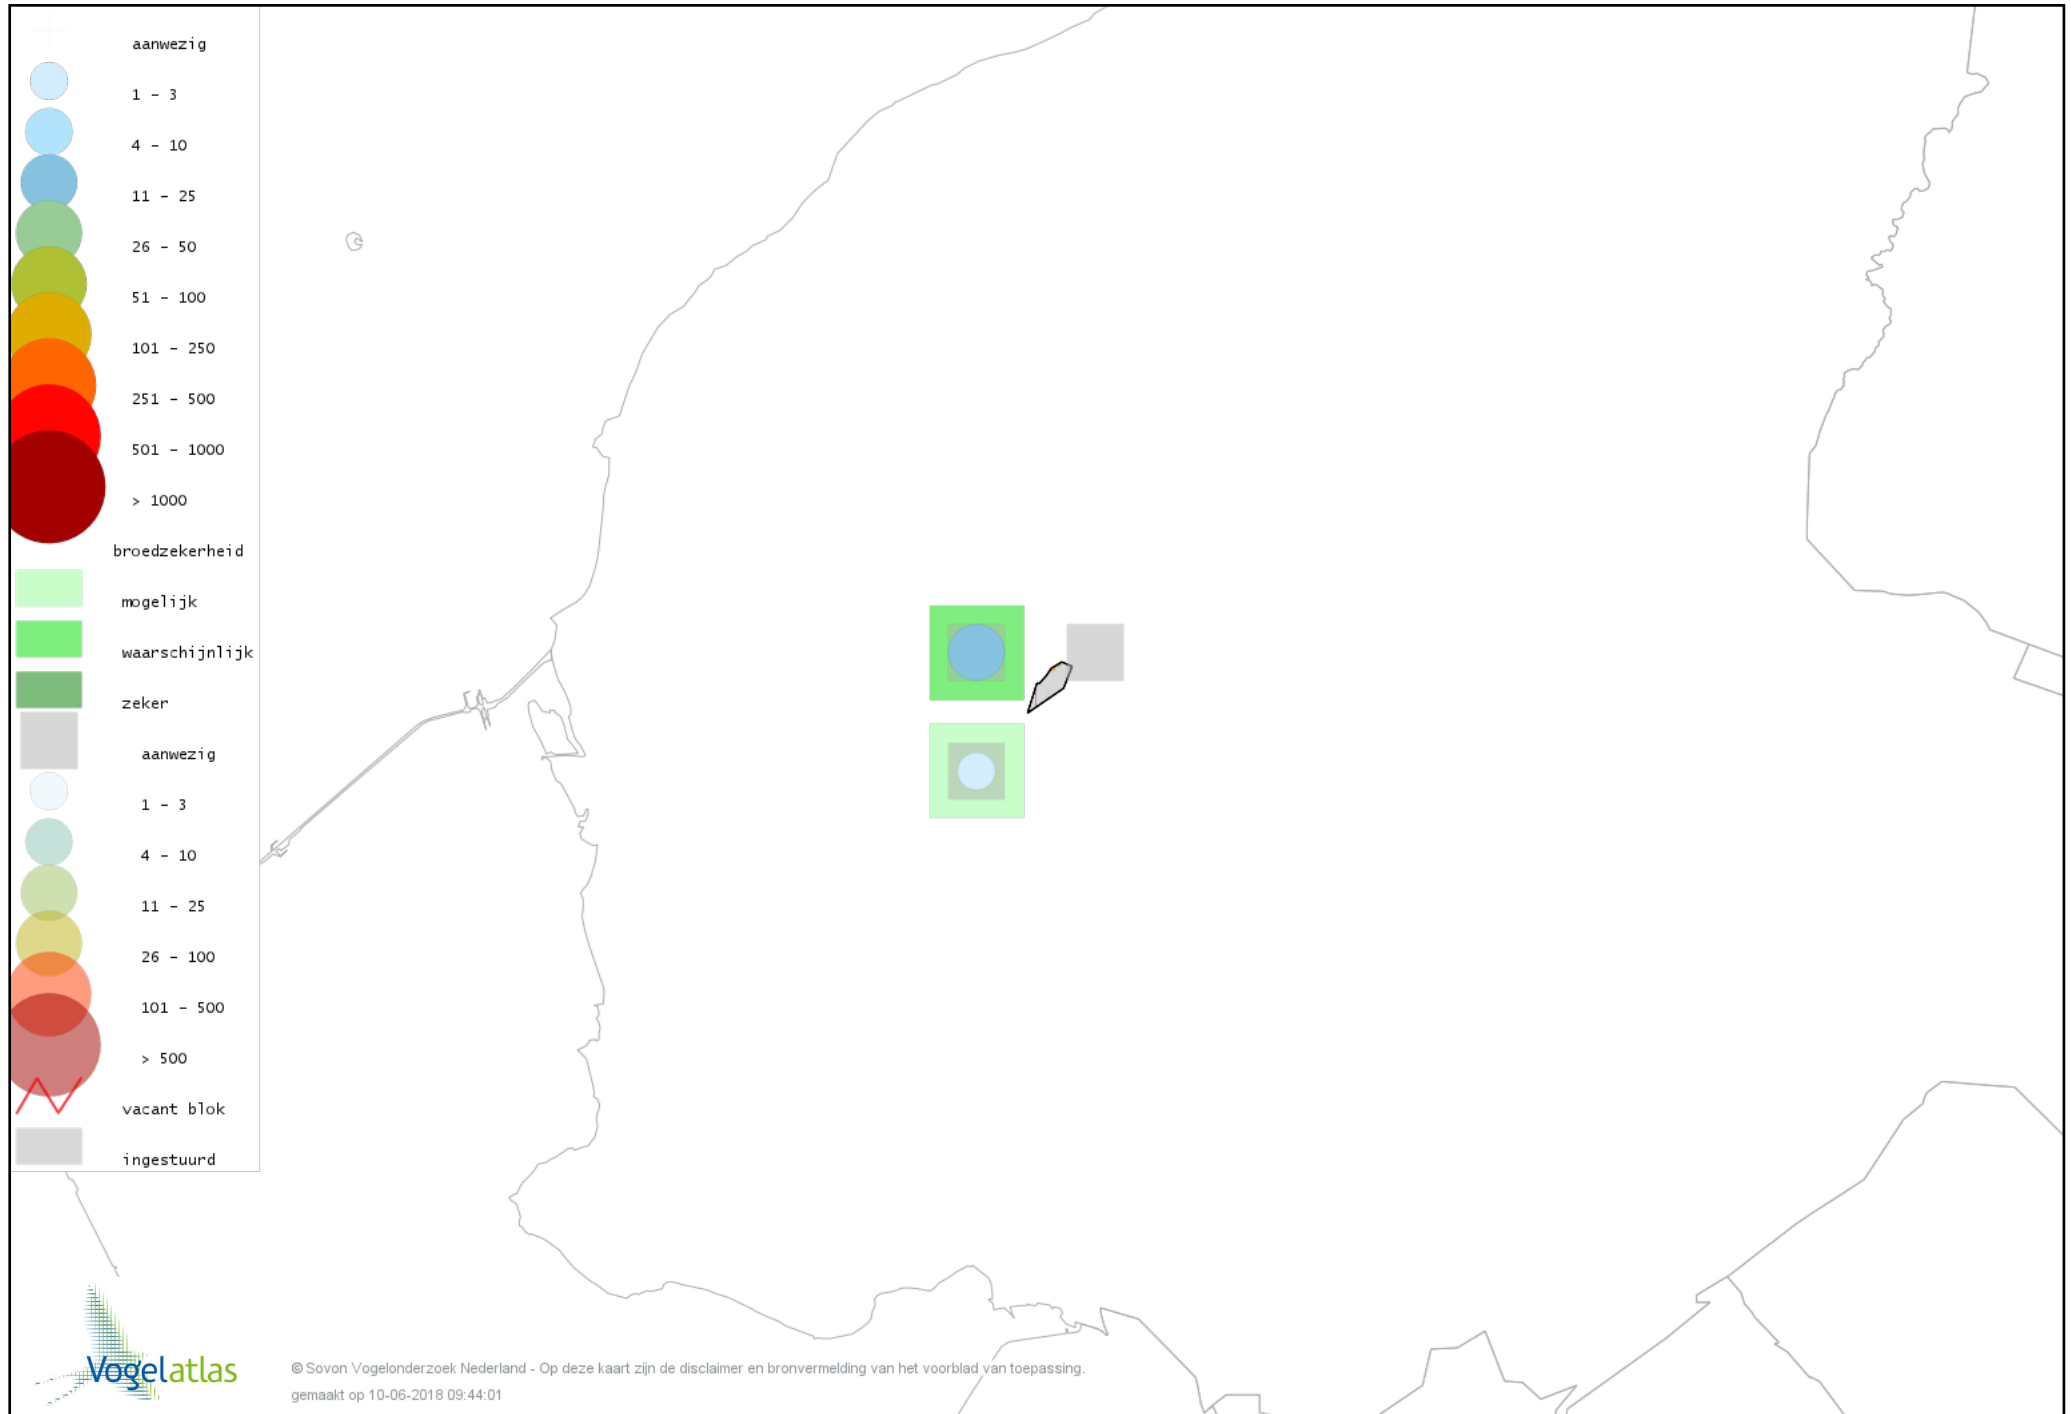 aanwezig
1 - 3
4 - 10
11 - 25
26 - 50
51 - 100
101 - 250
251 - 500
501 - 1000
> 1000
broedzekerheid
mogelijk
waarschijnlijk
zeker
aanwezig
1 - 3
4 - 10
11 - 25
26 - 100
101 - 500
> 500
vacant blok
ingestuurd
Vogelatlas
© Sovon Vogelonderzoek Nederland - Op deze kaart zijn de disclaimer en bronvermelding van het voorblad van toepassing.
gemaakt op 10-06-2018 09:44:01